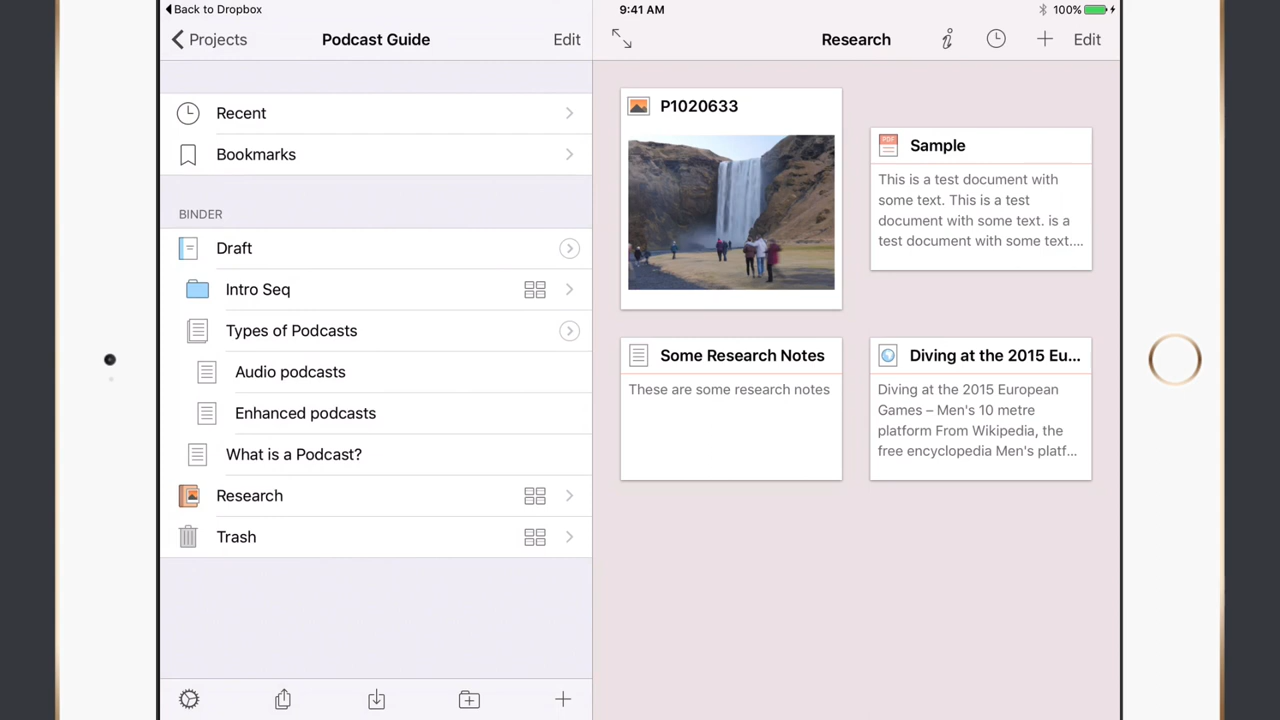 Back to Dropbox
9:41 AM
100%
Projects
Podcast Guide
Edit
Research
Edit
Recent
Bookmarks
BINDER
Draft
Intro Seq
Types of Podcasts
Audio podcasts
Enhanced podcasts
What is a Podcast?
Research
Trash
P1020633
PDF
Sample
This is a test document with
some text. This is a test
document with some text. is a
test document with some text....
Some Research Notes
These are some research notes
Diving at the 2015 Eu...
Diving at the 2015 European
Games – Men's 10 metre
platform From Wikipedia, the
free encyclopedia Men's platf...